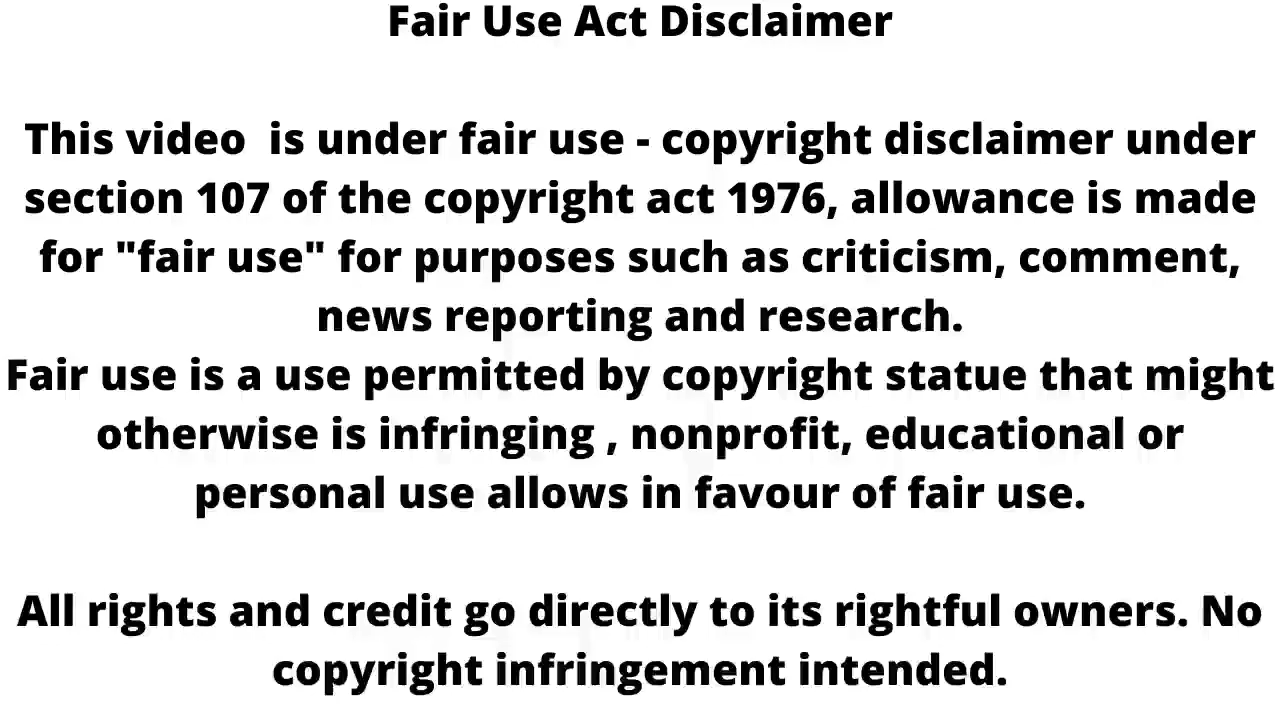 Fair Use Act Disclaimer
This video  is under fair use - copyright disclaimer under
section 107 of the copyright act 1976, allowance is made
for "fair use" for purposes such as criticism, comment,
news reporting and research.
Fair use is a use permitted by copyright statue that might
otherwise is infringing , nonprofit, educational or
personal use allows in favour of fair use.
All rights and credit go directly to its rightful owners. No
copyright infringement intended.